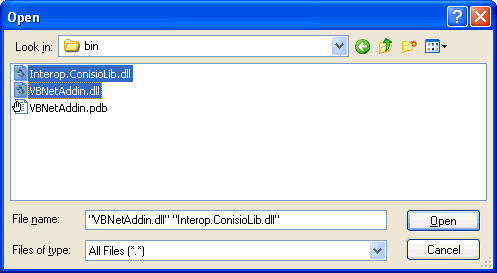 Open
Look in: bin
Interop.ConisioLib.dll
VBNetAddin.dll
VBNetAddin.pdb
File name: "VBNetAddin.dll" "Interop.ConisioLib.dll" Open
Files of type: All Files (*.*) Cancel